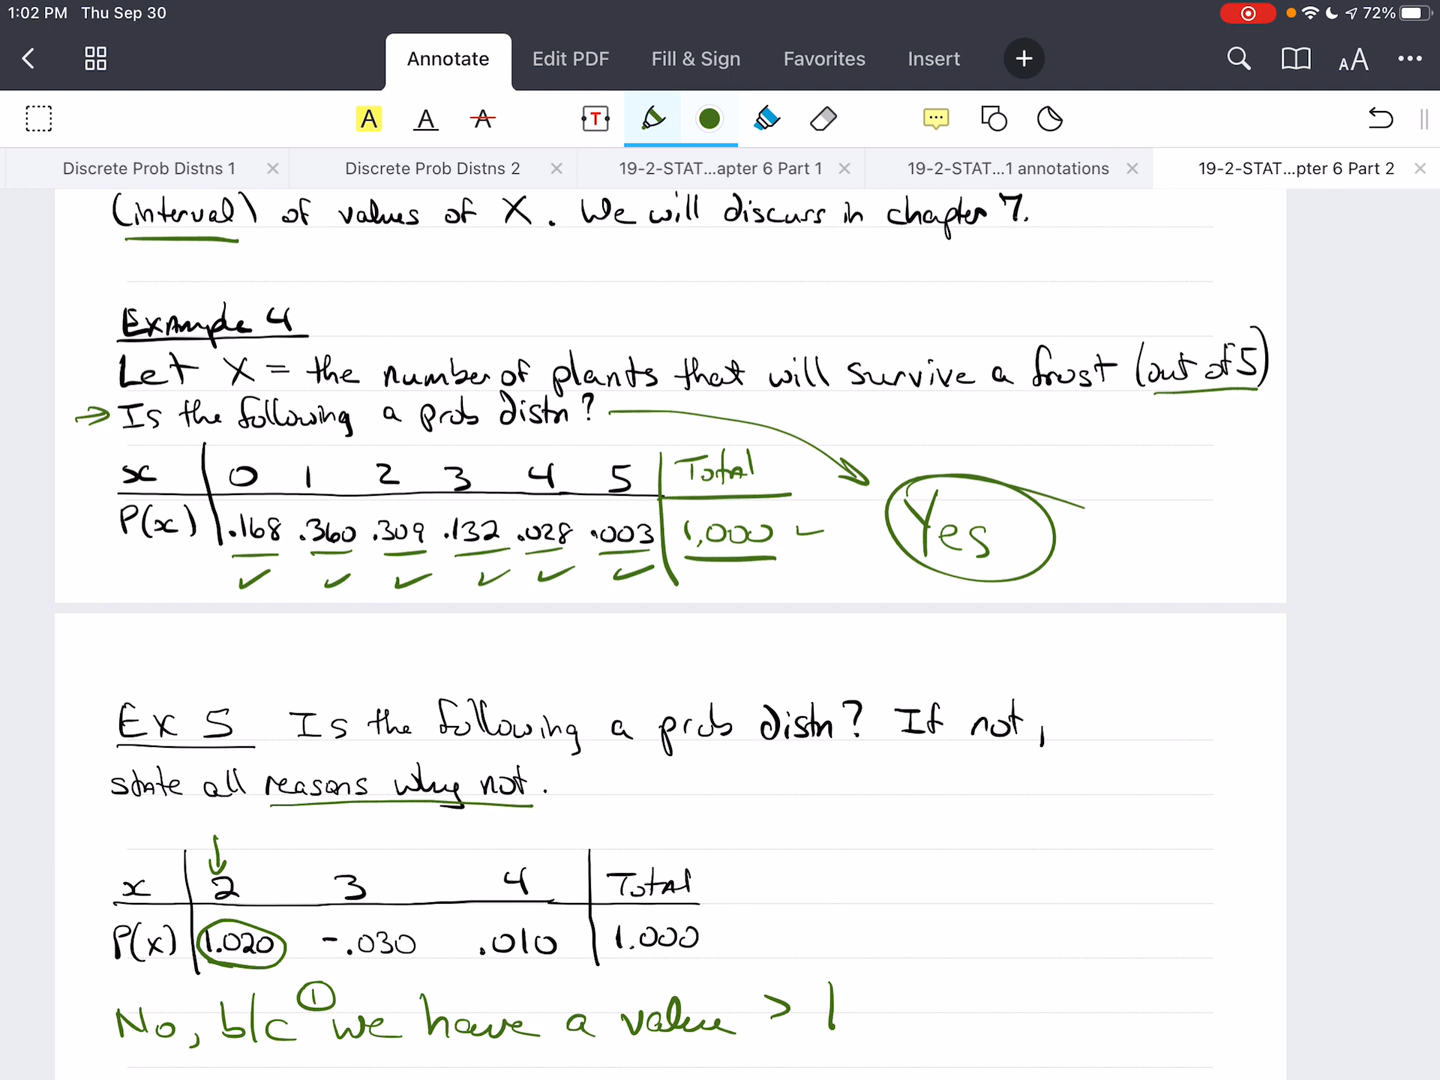 1:02 PM Thu Sep 30
72%
Annotate Edit PDF Fill & Sign Favorites Insert
A A A T AA
Discrete Prob Distns 1 Discrete Prob Distns 2 19-2-STAT...apter 6 Part 1 19-2-STAT...1 annotations 19-2-STAT...pter 6 Part 2
(interval) of values of X. We will discuss in chapter 7.
Example 4
Let X = the number of plants that will survive a frost (out of 5)
⇒ Is the following a prob distn?
x 0 1 2 3 4 5 Total
P(x) .168 .360 .309 .132 .028 .003 1.000
Yes
Ex 5 Is the following a prob distn? If not,
state all reasons why not.
x 2 3 4 Total
P(x) 1.020 -.030 .010 1.000
No, b/c ① we have a value > 1